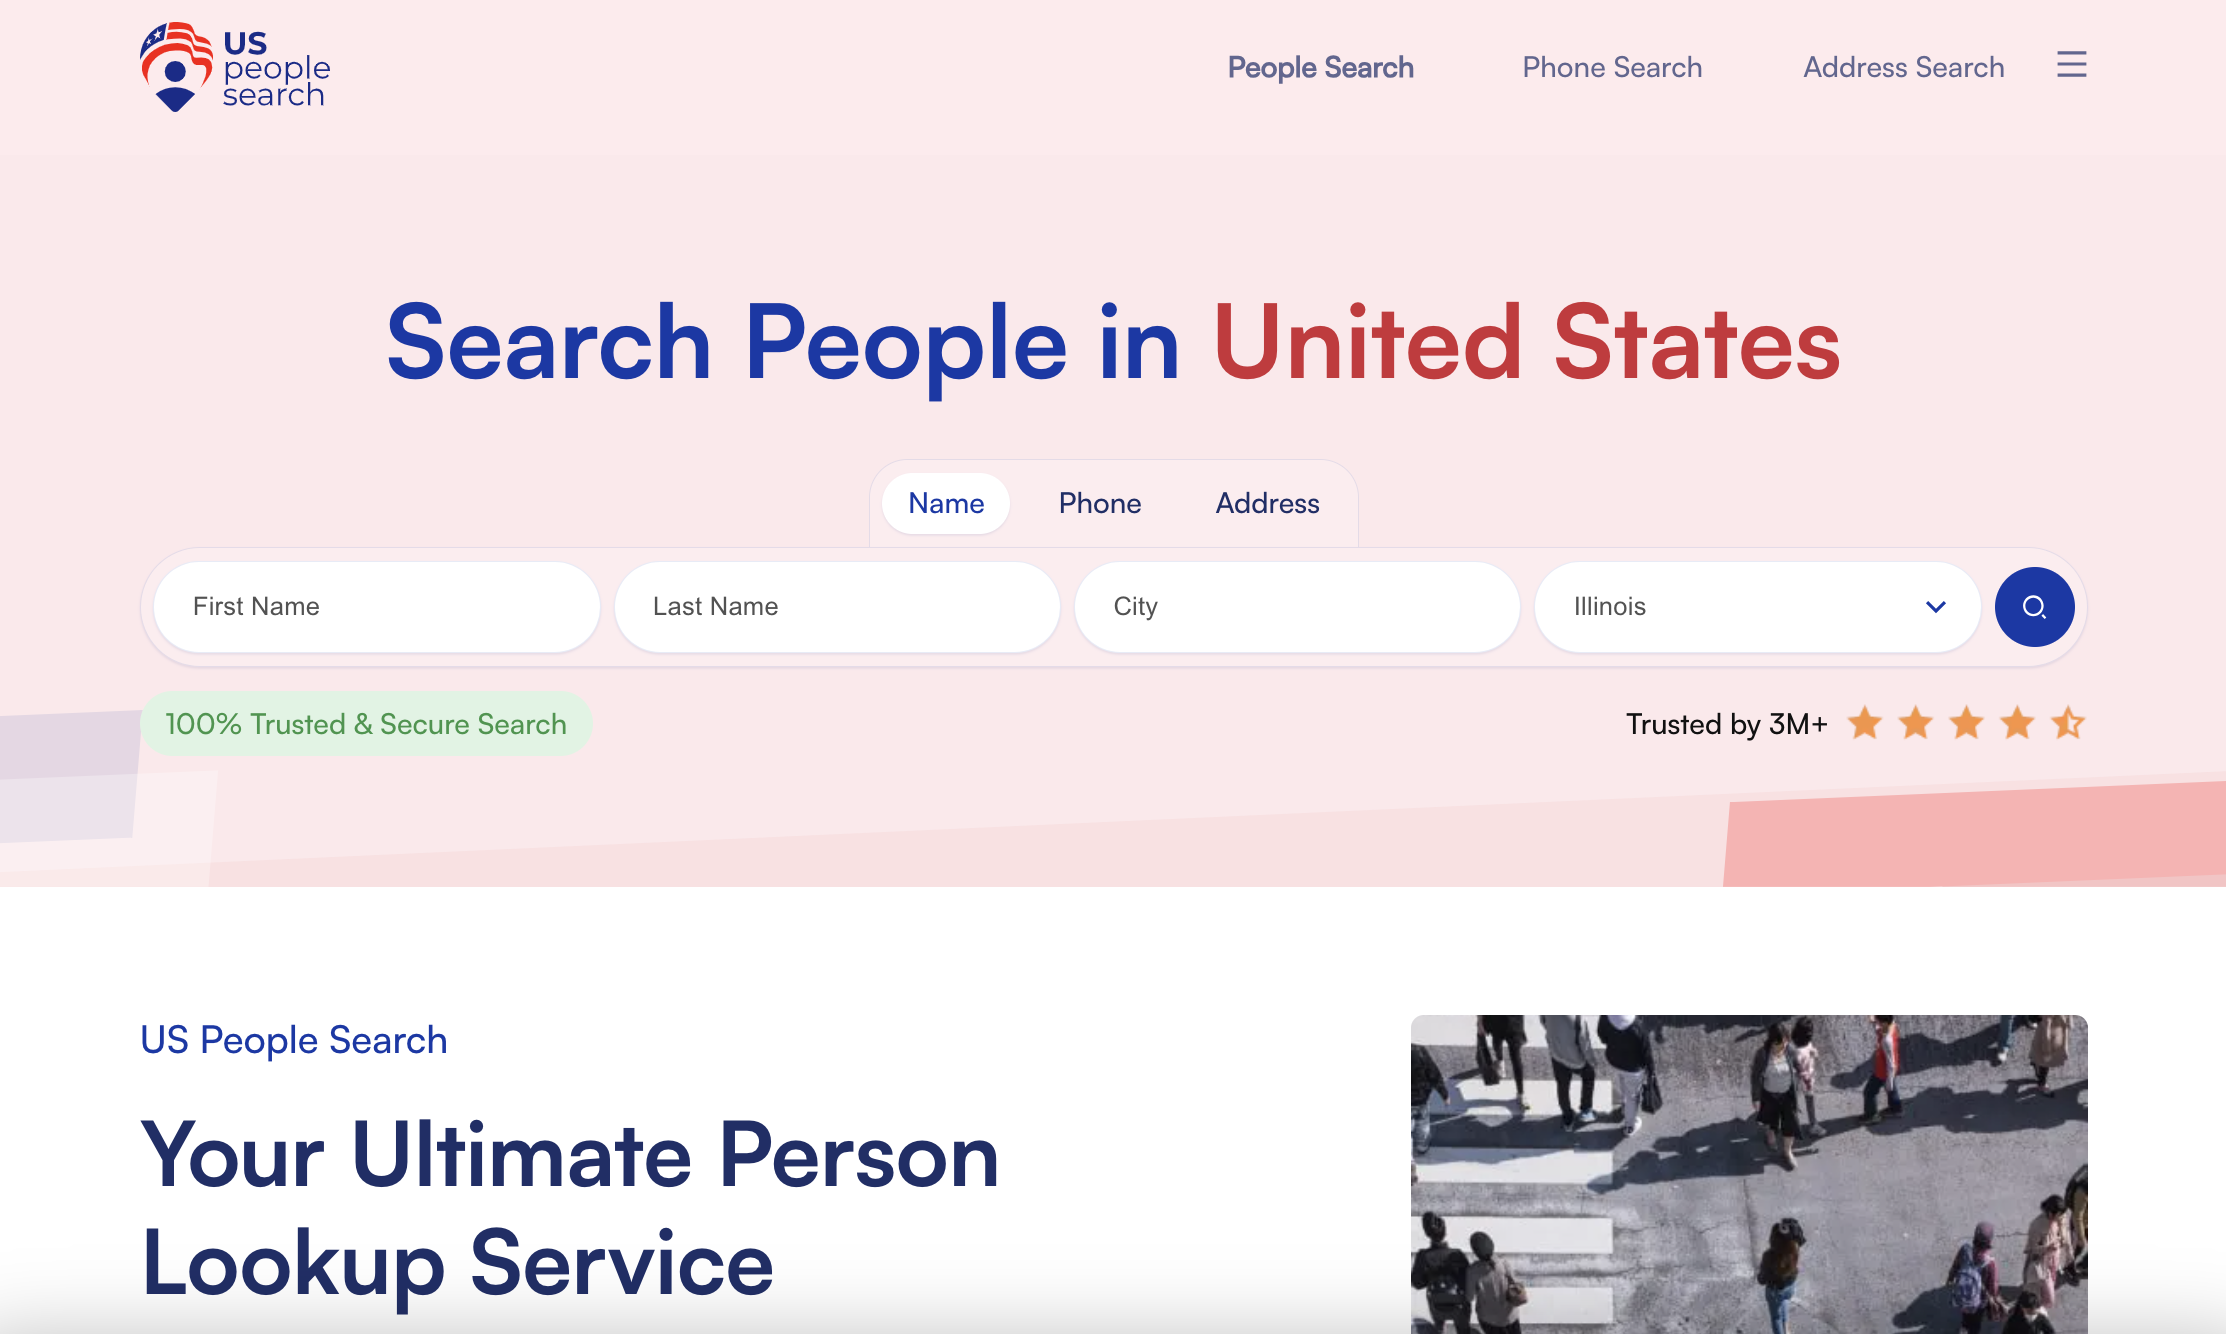 US
people
search
People Search
Phone Search
Address Search
Search People in United States
Name
Phone
Address
First Name
Last Name
City
Illinois
100% Trusted & Secure Search
Trusted by 3M+
US People Search
Your Ultimate Person
Lookup Service